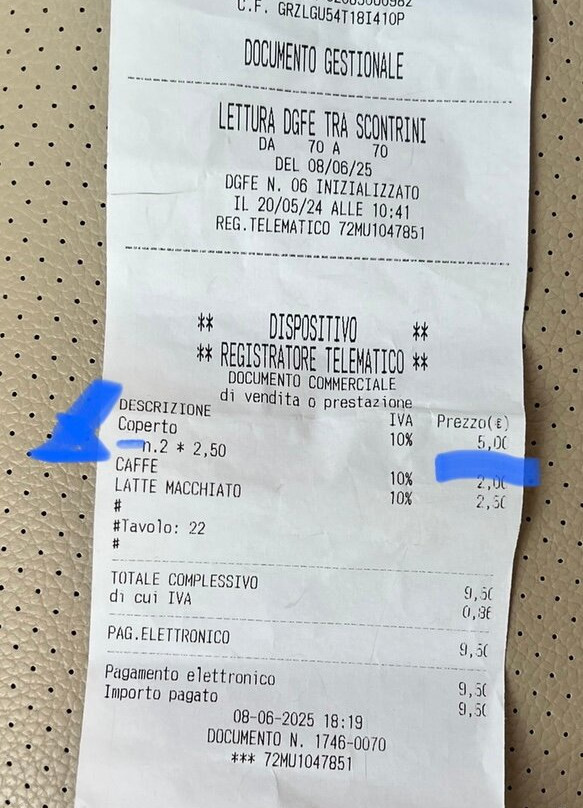 C.F. GRZLGU54T18I410P
DOCUMENTO GESTIONALE
LETTURA DGFE TRA SCONTRINI
DA 70 A 70
DEL 08/06/25
DGFE N. 06 INIZIALIZZATO
IL 20/05/24 ALLE 10:41
REG.TELEMATICO 72MU1047851
** DISPOSITIVO **
** REGISTRATORE TELEMATICO **
DOCUMENTO COMMERCIALE
di vendita o prestazione
DESCRIZIONE IVA Prezzo(€)
Coperto 10% 5,00
n.2 * 2,50
CAFFE 10% 2,00
LATTE MACCHIATO 10% 2,50
#
#Tavolo: 22
#
TOTALE COMPLESSIVO 9,50
di cui IVA 0,86
PAG.ELETTRONICO 9,50
Pagamento elettronico 9,50
Importo pagato 9,50
08-06-2025 18:19
DOCUMENTO N. 1746-0070
*** 72MU1047851